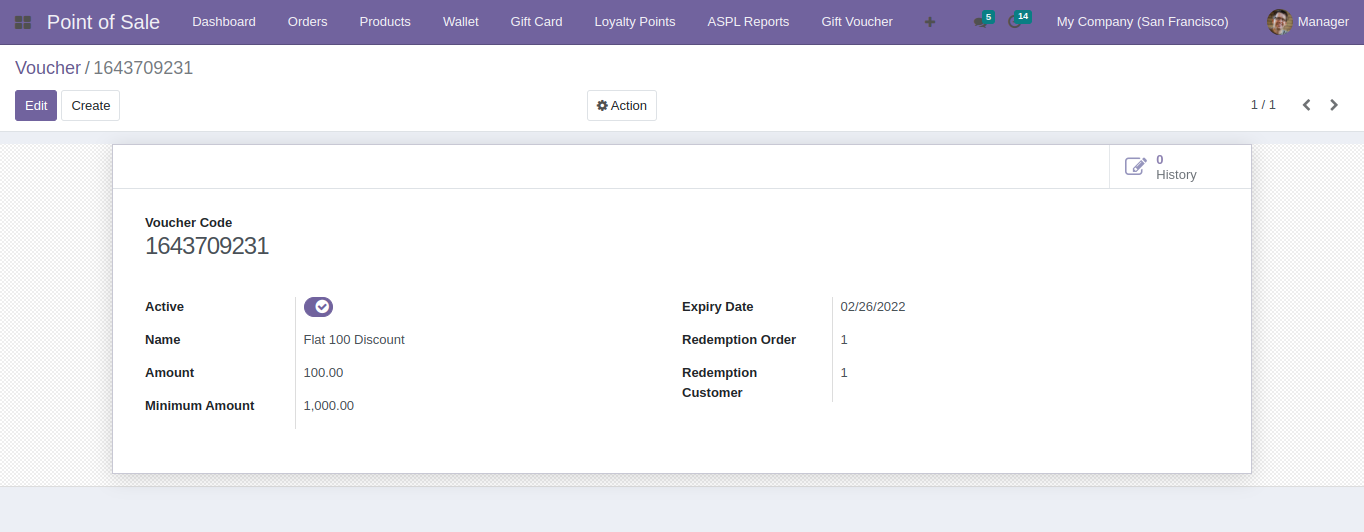 Point of Sale Dashboard Orders Products Wallet Gift Card Loyalty Points ASPL Reports Gift Voucher 5 14 My Company (San Francisco) Manager
Voucher / 1643709231
Edit Create Action 1 / 1
0
History
Voucher Code
1643709231
Active Expiry Date 02/26/2022
Name Flat 100 Discount Redemption Order 1
Amount 100.00 Redemption 1
Customer
Minimum Amount 1,000.00